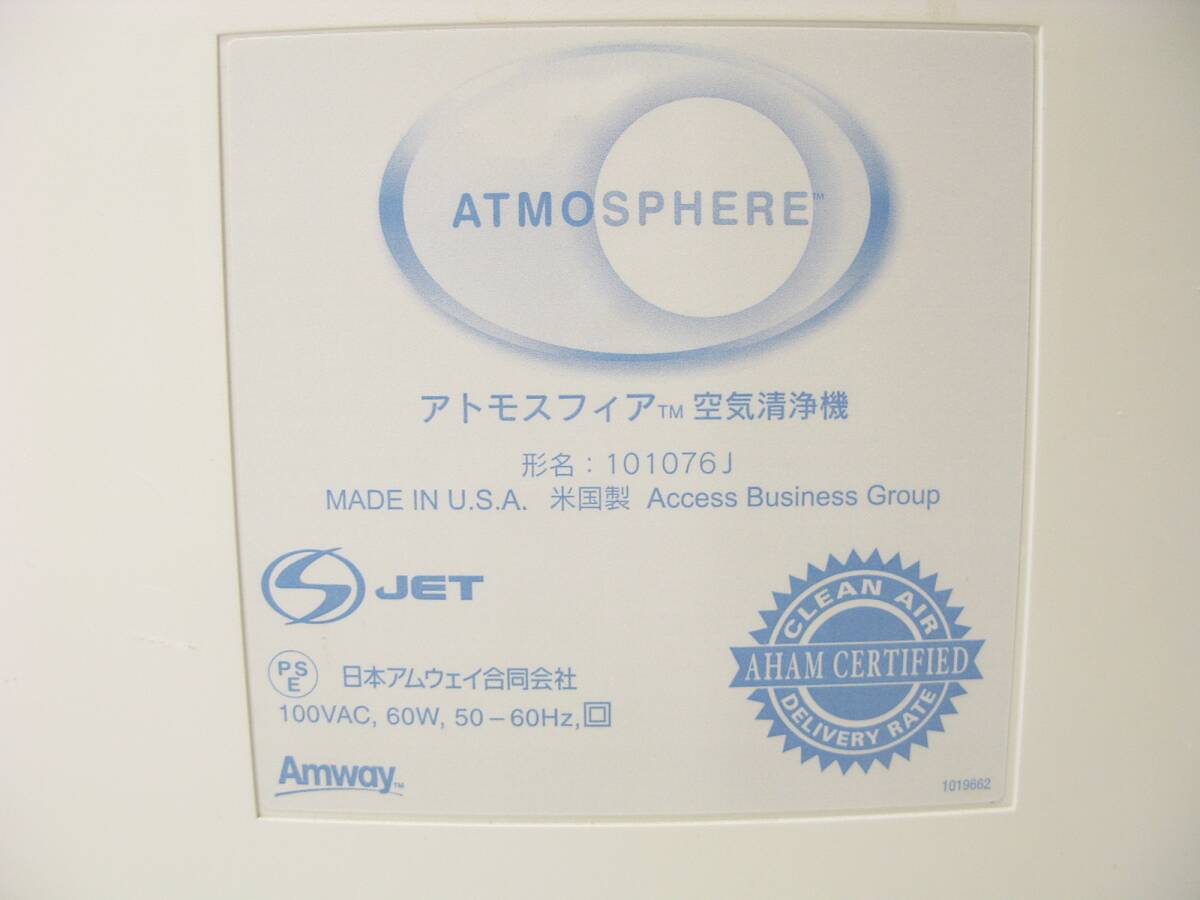 ATMOSPHERE™
アトモスフィア™ 空気清浄機
形名：101076J
MADE IN U.S.A. 米国製 Access Business Group
S JET
CLEAN AIR
AHAM CERTIFIED
DELIVERY RATE
PSE 日本アムウェイ合同会社
100VAC, 60W, 50－60Hz,
Amway™
1019662